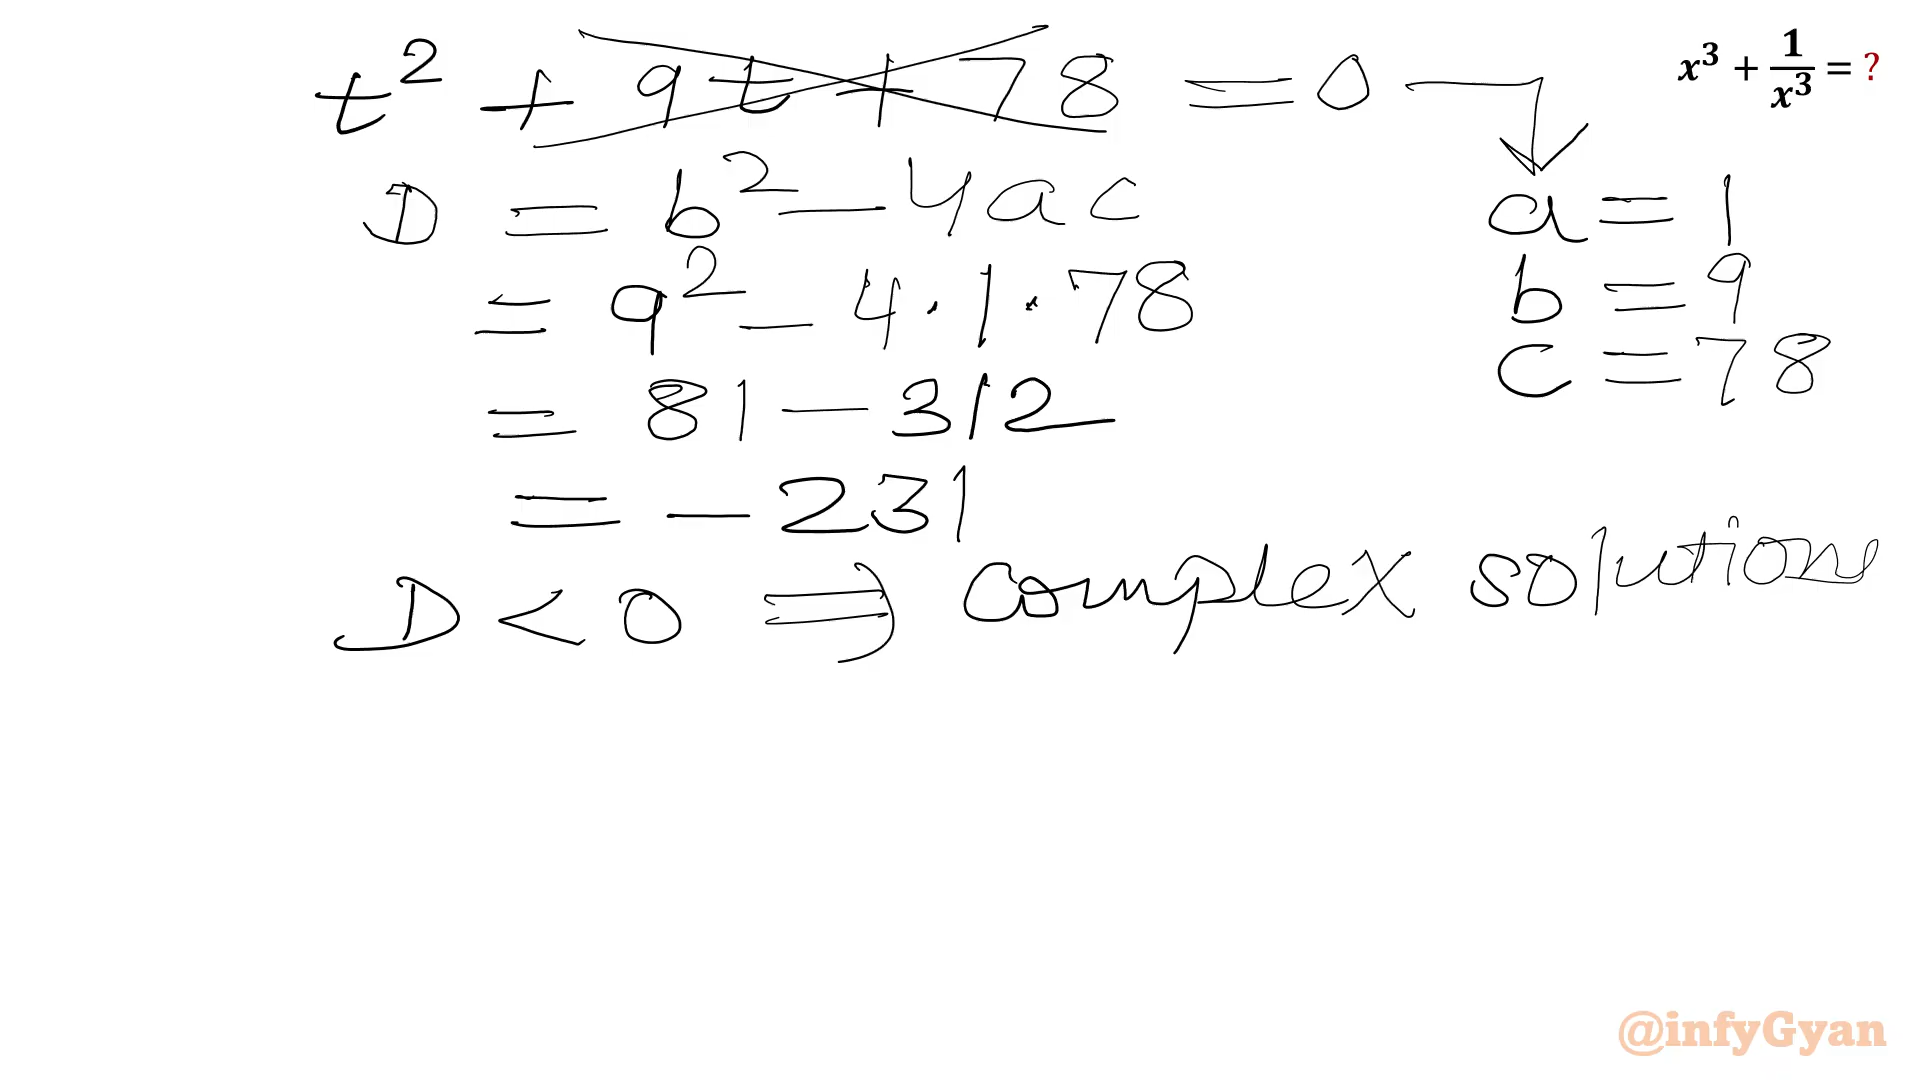 t² + 9t + 78 = 0
x³ + 1/x³ = ?
D = b² - 4ac
a = 1
= 9² - 4·1·78
b = 9
c = 78
= 81 - 312
= - 231
D < 0 ⇒ complex solutions
@infyGyan